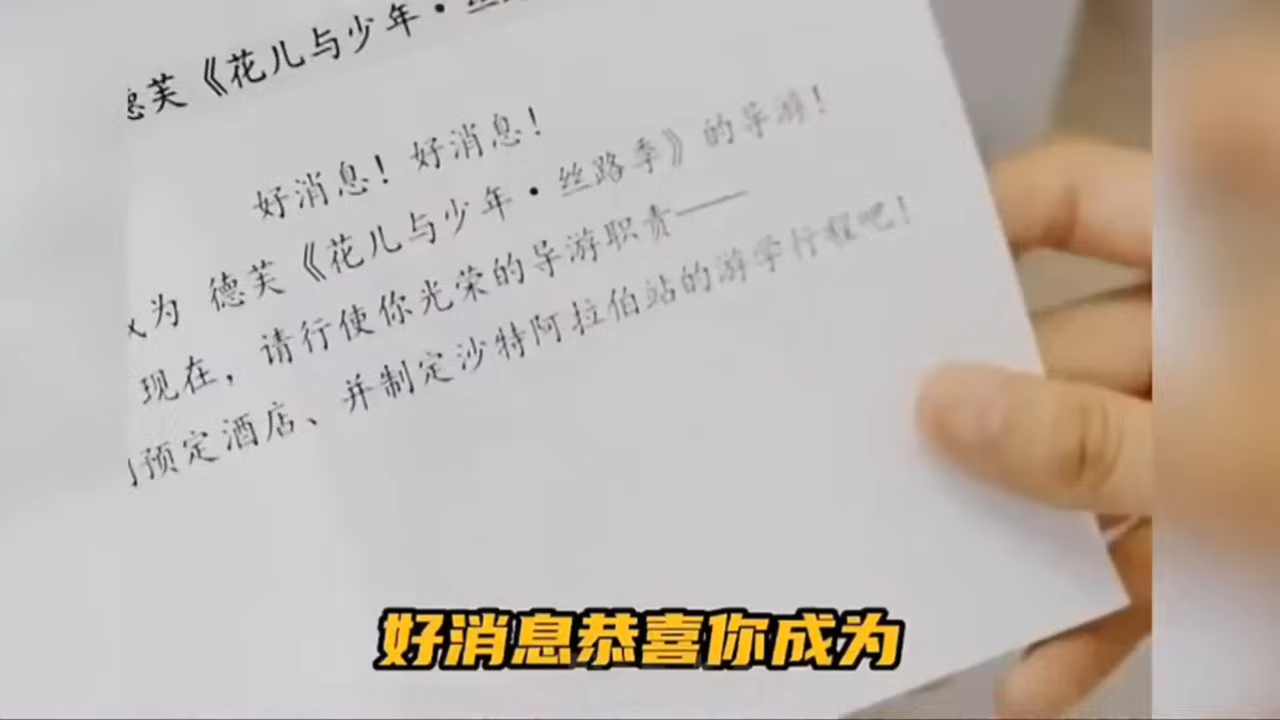 德芙《花儿与少年·丝
好消息！好消息！
成为 德芙《花儿与少年·丝路季》的导游！
现在，请行使你光荣的导游职责——
预定酒店、并制定沙特阿拉伯站的游学行程吧！
好消息恭喜你成为